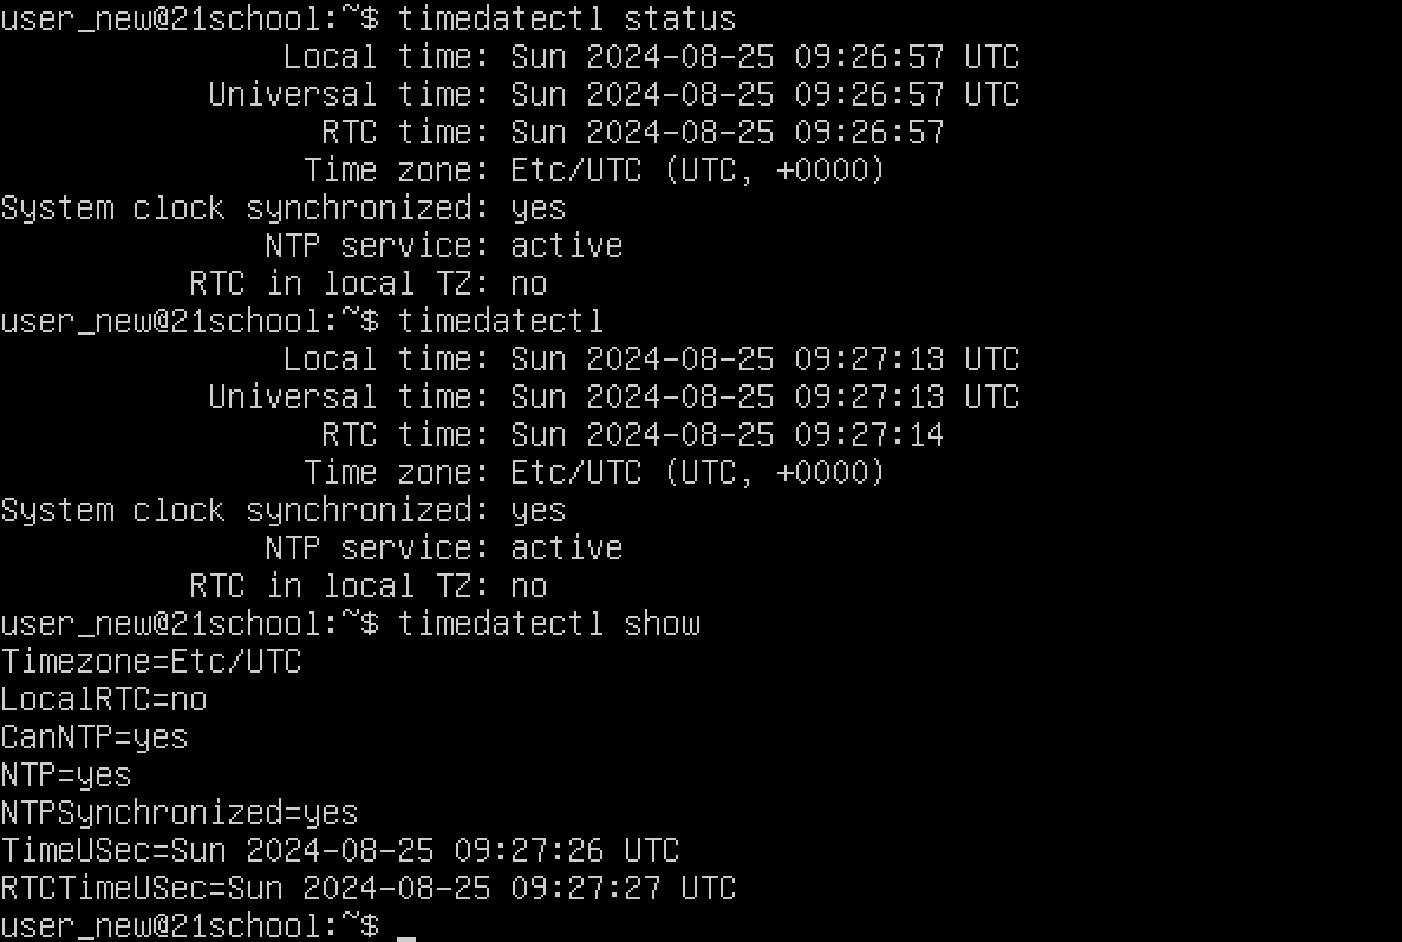 user_new@21school:~$ timedatectl status
               Local time: Sun 2024-08-25 09:26:57 UTC
           Universal time: Sun 2024-08-25 09:26:57 UTC
                 RTC time: Sun 2024-08-25 09:26:57
                Time zone: Etc/UTC (UTC, +0000)
System clock synchronized: yes
              NTP service: active
          RTC in local TZ: no
user_new@21school:~$ timedatectl
               Local time: Sun 2024-08-25 09:27:13 UTC
           Universal time: Sun 2024-08-25 09:27:13 UTC
                 RTC time: Sun 2024-08-25 09:27:14
                Time zone: Etc/UTC (UTC, +0000)
System clock synchronized: yes
              NTP service: active
          RTC in local TZ: no
user_new@21school:~$ timedatectl show
Timezone=Etc/UTC
LocalRTC=no
CanNTP=yes
NTP=yes
NTPSynchronized=yes
TimeUSec=Sun 2024-08-25 09:27:26 UTC
RTCTimeUSec=Sun 2024-08-25 09:27:27 UTC
user_new@21school:~$ _